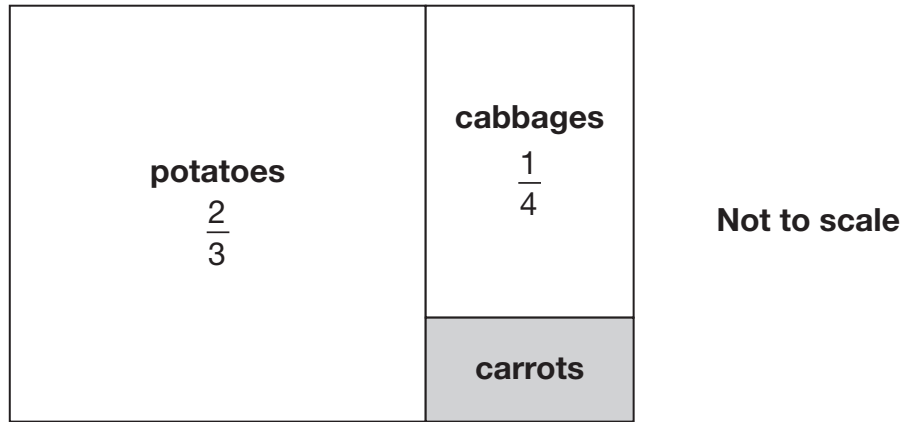 potatoes
2/3
cabbages
1/4
carrots
Not to scale